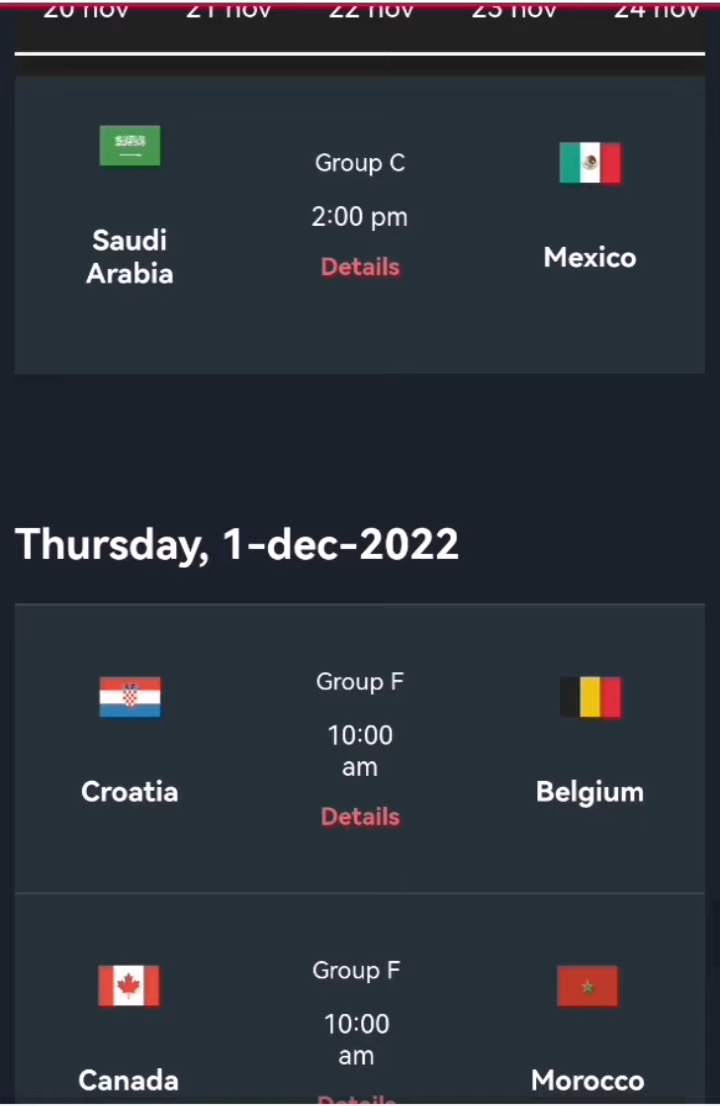 20 nov 21 nov 22 nov 23 nov 24 nov
Group C
2:00 pm
Saudi
Arabia
Details
Mexico
Thursday, 1-dec-2022
Group F
10:00
am
Croatia
Details
Belgium
Group F
10:00
am
Canada
Details
Morocco